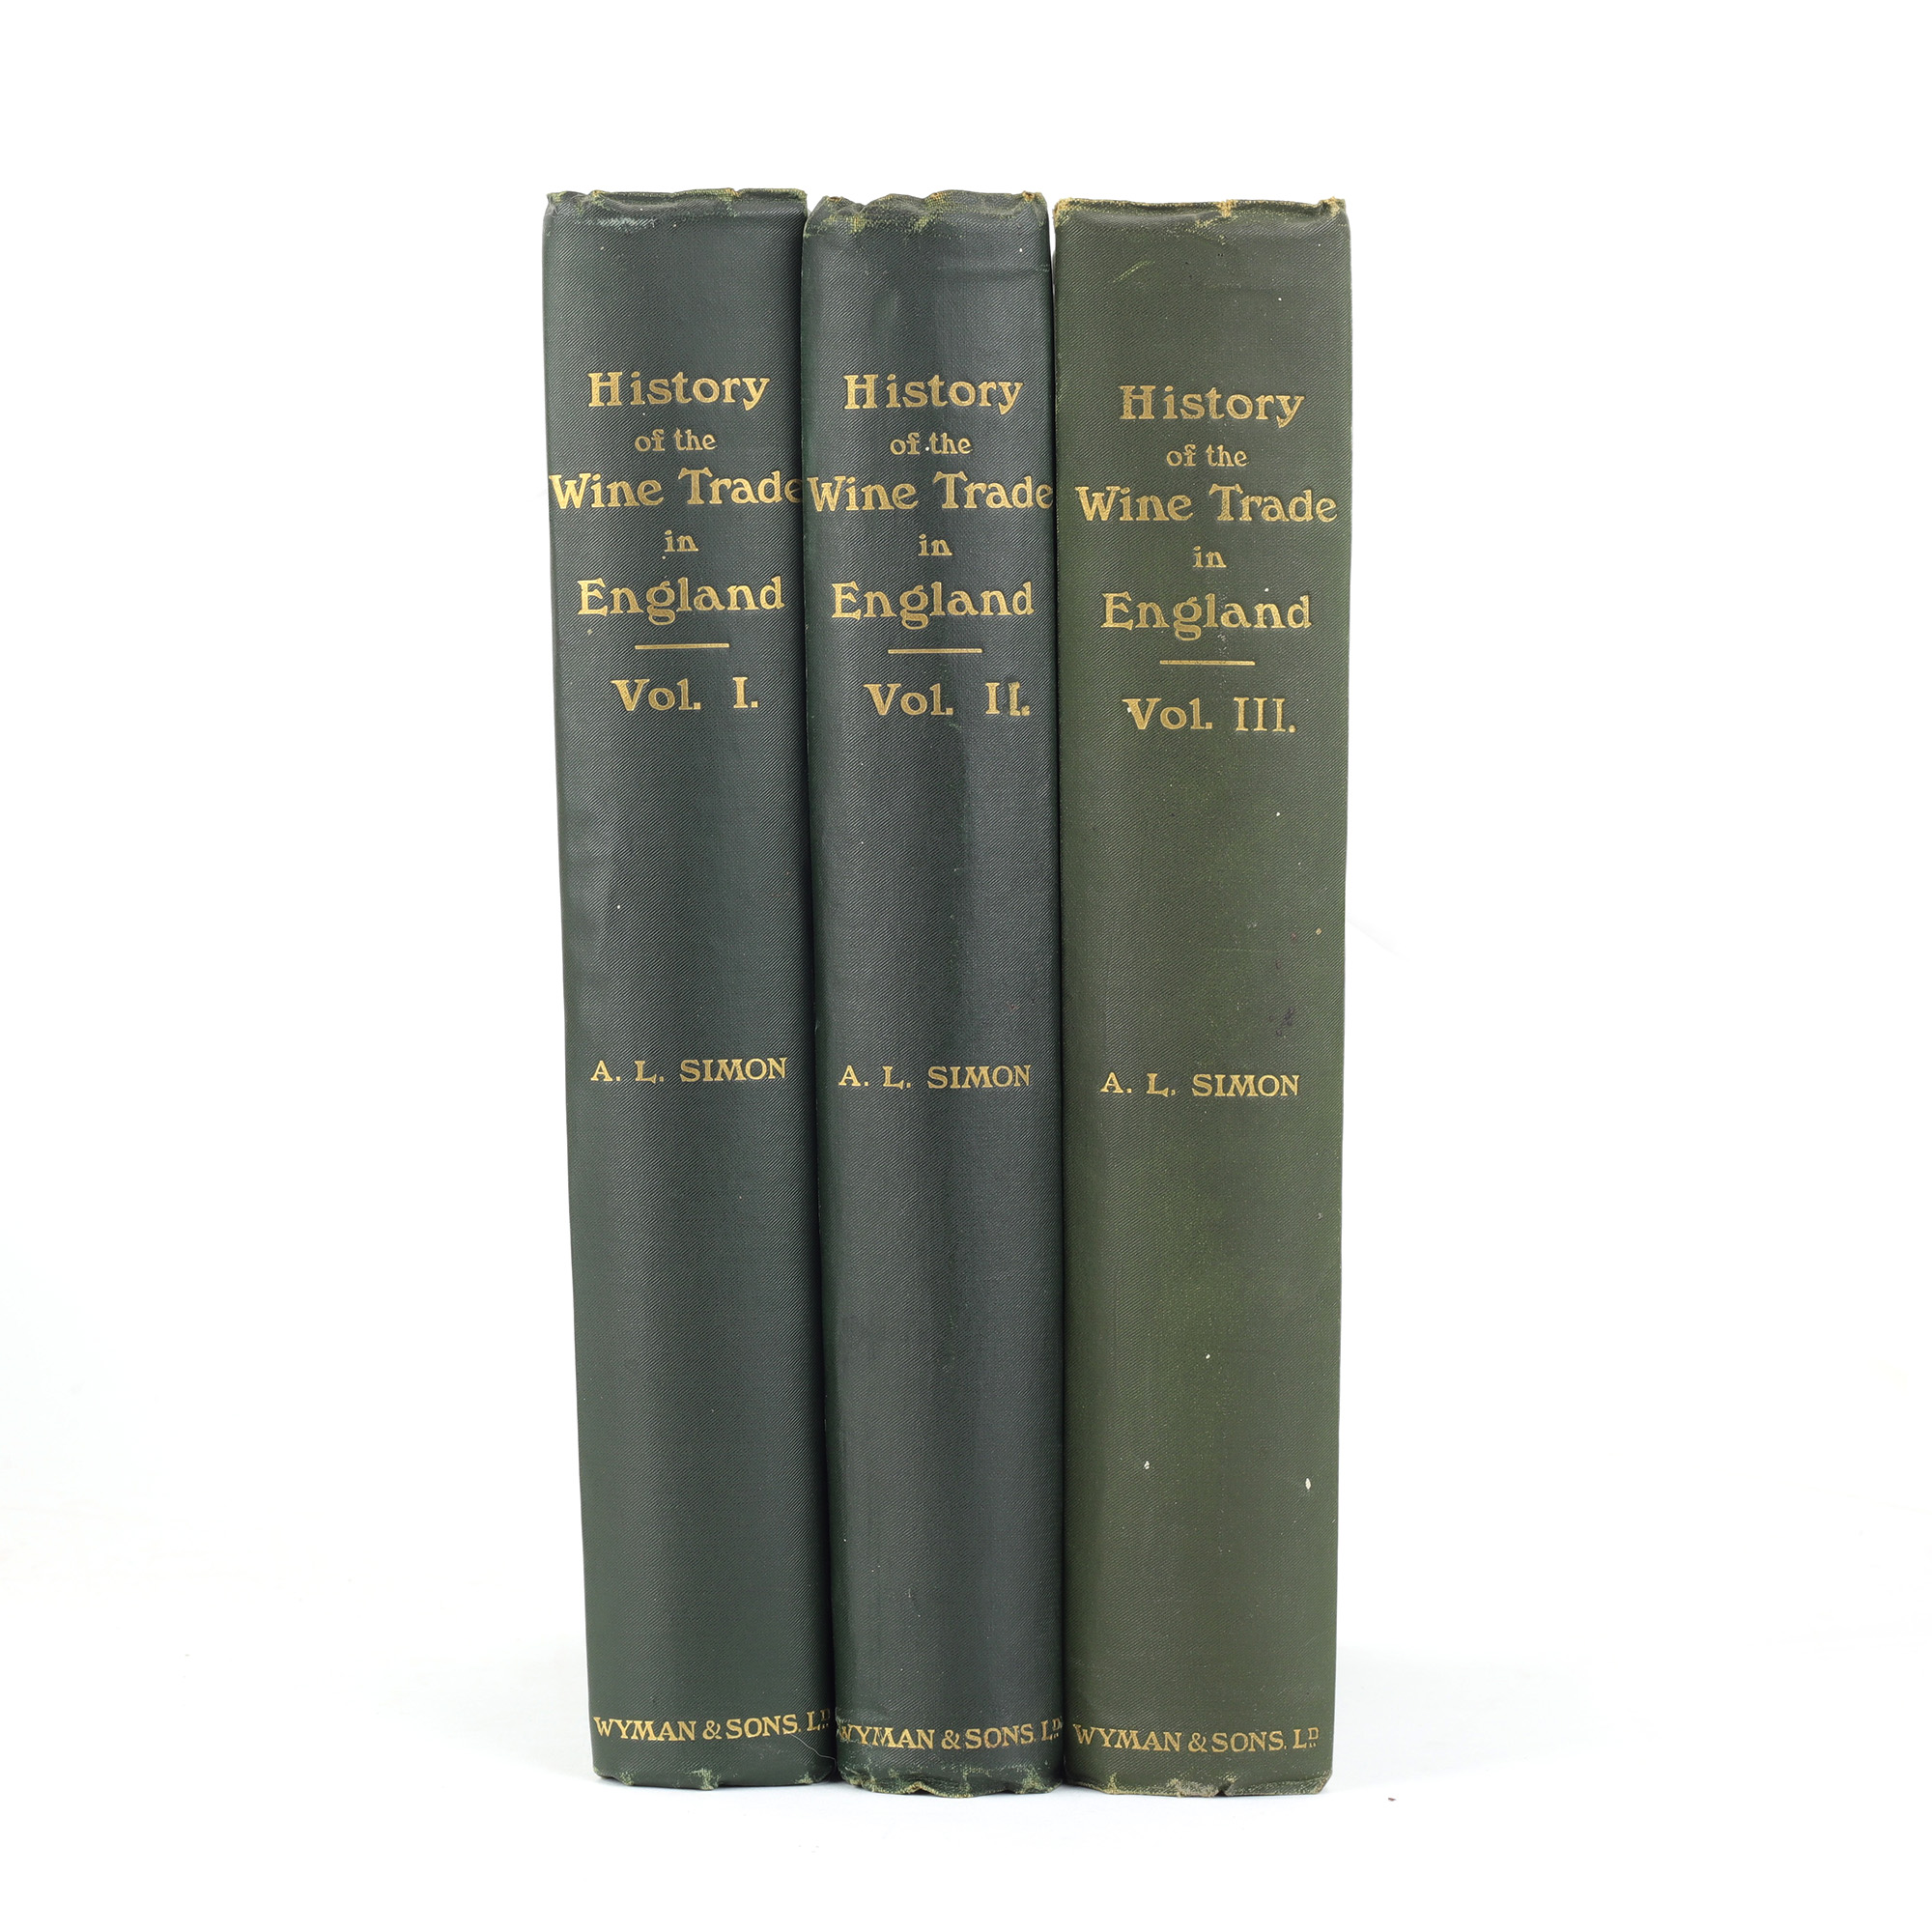 History
of the
Wine Trade
in
England
Vol. I.
A. L. SIMON
WYMAN & SONS. LD
History
of the
Wine Trade
in
England
Vol. II.
A. L. SIMON
WYMAN & SONS. LD
History
of the
Wine Trade
in
England
Vol. III.
A. L. SIMON
WYMAN & SONS. LD